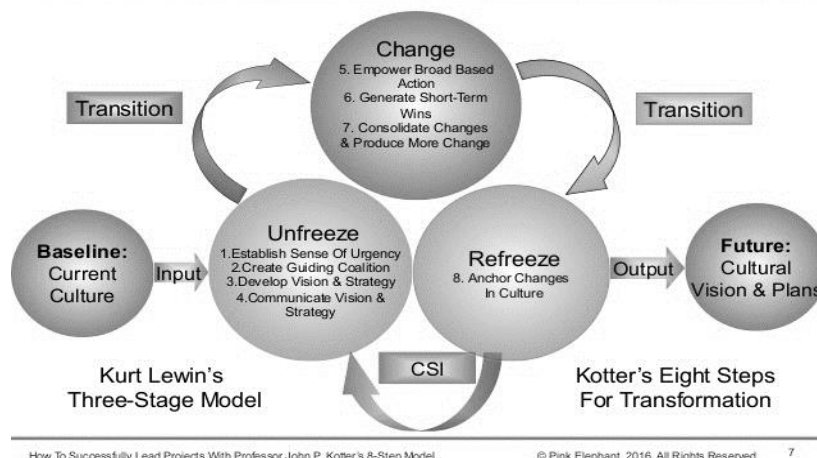 Change
5. Empower Broad Based
Action
6. Generate Short-Term
Wins
7. Consolidate Changes
& Produce More Change
Transition
Transition
Unfreeze
1.Establish Sense Of Urgency
2.Create Guiding Coalition
3.Develop Vision & Strategy
4.Communicate Vision &
Strategy
Refreeze
8. Anchor Changes
In Culture
Baseline:
Current
Culture
Input
Output
Future:
Cultural
Vision & Plans
CSI
Kurt Lewin's
Three-Stage Model
Kotter's Eight Steps
For Transformation
How To Successfully Lead Projects With Professor John P. Kotter's 8-Step Model
© Pink Elephant, 2016. All Rights Reserved.
7